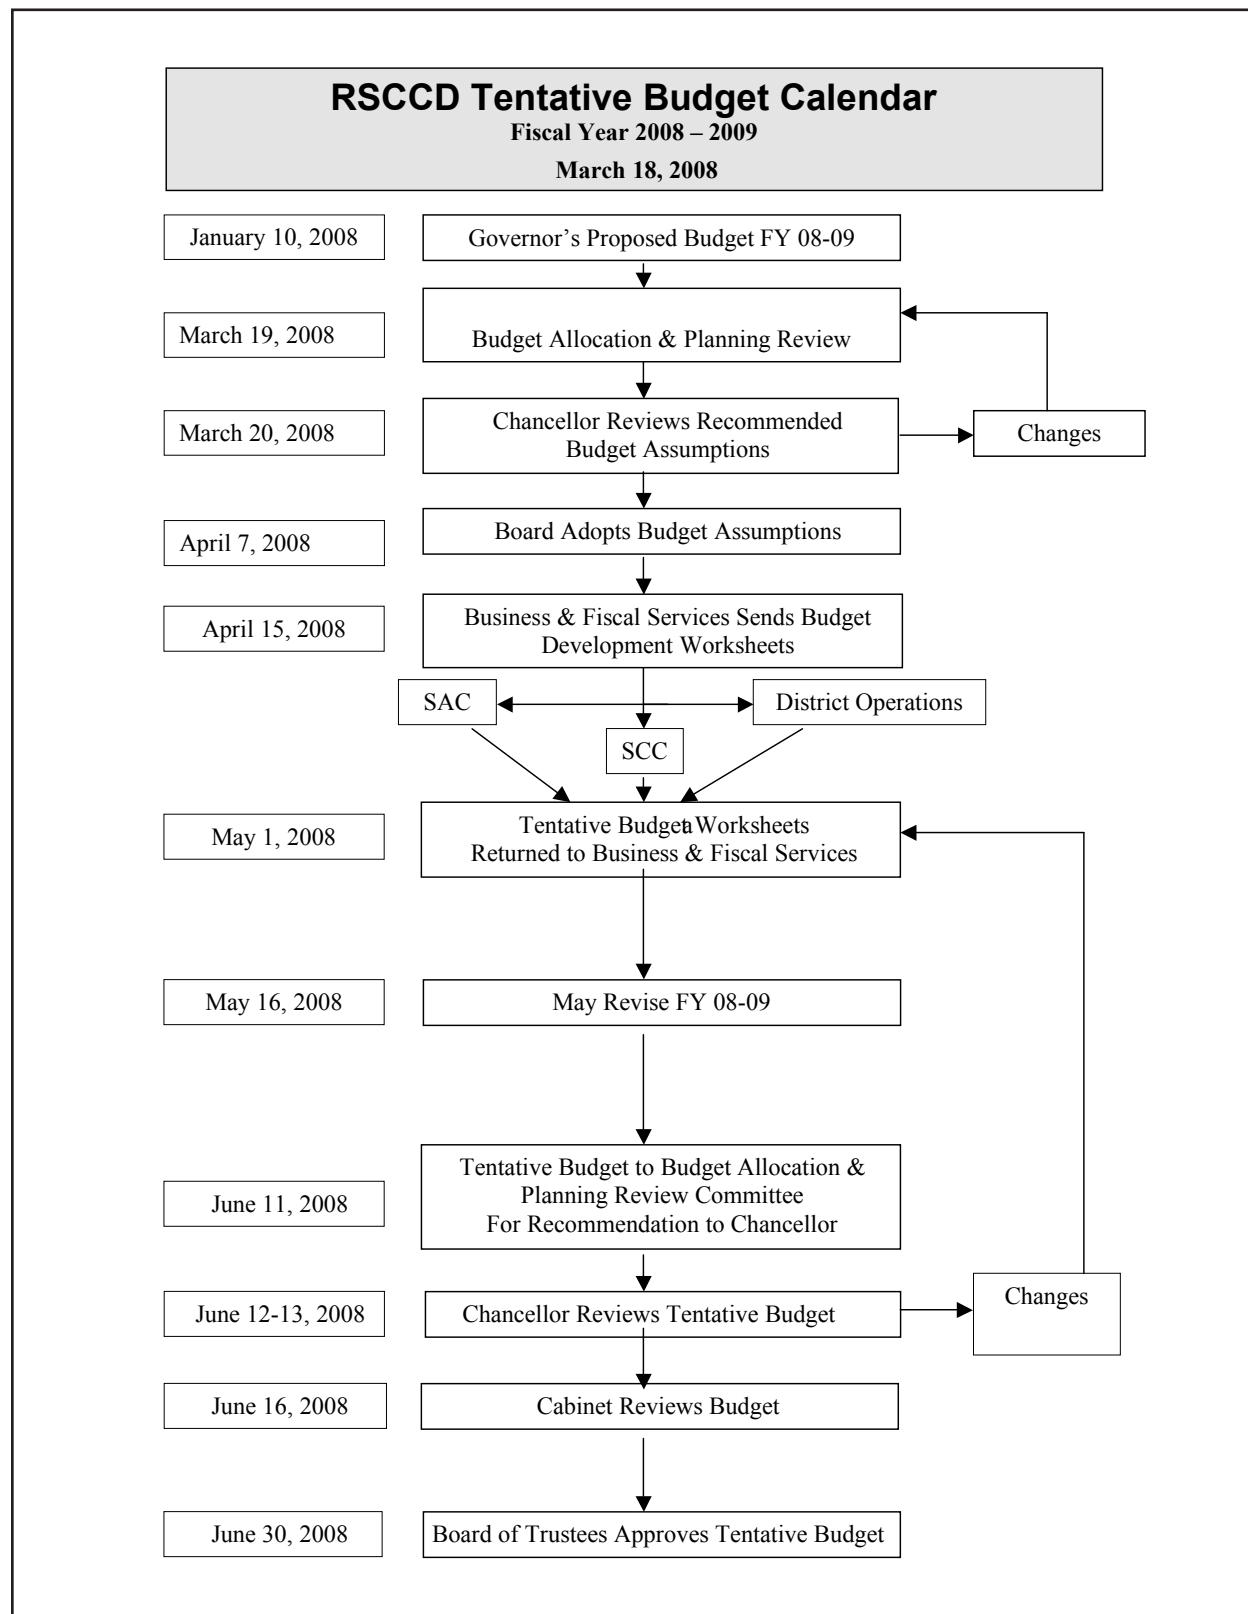 RSCCD Tentative Budget Calendar
Fiscal Year 2008 – 2009
March 18, 2008
January 10, 2008
Governor's Proposed Budget FY 08-09
March 19, 2008
Budget Allocation & Planning Review
March 20, 2008
Chancellor Reviews Recommended
Budget Assumptions
Changes
April 7, 2008
Board Adopts Budget Assumptions
April 15, 2008
Business & Fiscal Services Sends Budget
Development Worksheets
SAC
District Operations
SCC
May 1, 2008
Tentative Budget Worksheets
Returned to Business & Fiscal Services
May 16, 2008
May Revise FY 08-09
June 11, 2008
Tentative Budget to Budget Allocation &
Planning Review Committee
For Recommendation to Chancellor
June 12-13, 2008
Chancellor Reviews Tentative Budget
Changes
June 16, 2008
Cabinet Reviews Budget
June 30, 2008
Board of Trustees Approves Tentative Budget